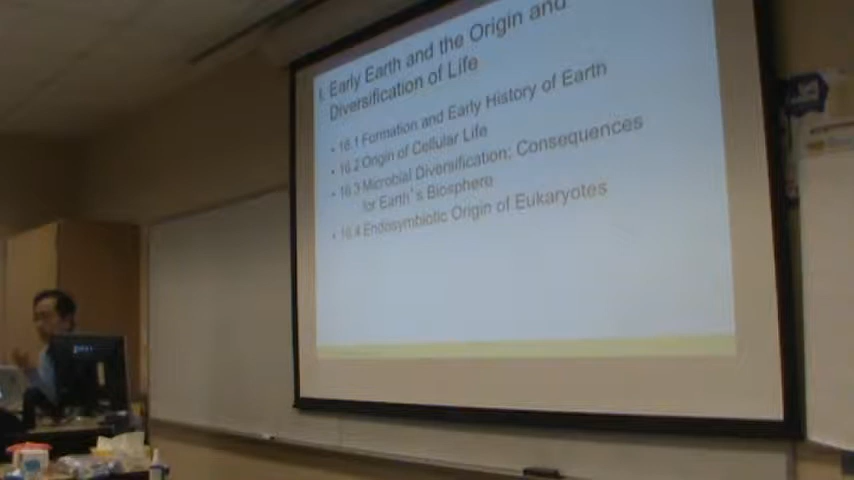 I. Early Earth and the Origin and
Diversification of Life
• 16.1 Formation and Early History of Earth
• 16.2 Origin of Cellular Life
• 16.3 Microbial Diversification: Consequences
for Earth's Biosphere
• 16.4 Endosymbiotic Origin of Eukaryotes